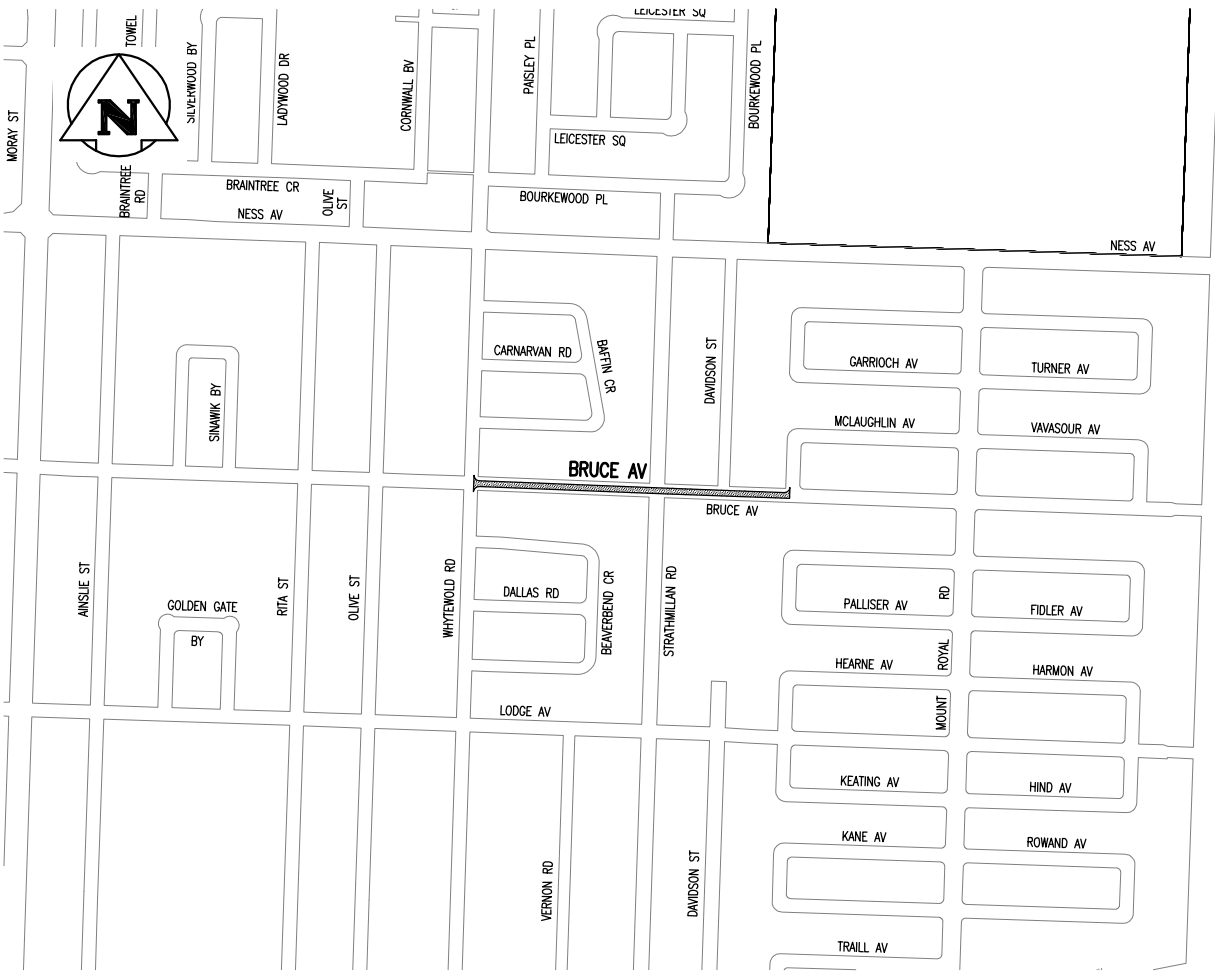 LEICESTER SQ
TOWEL
SILVERWOOD BY
LADYWOOD DR
CORNWALL BV
PAISLEY PL
BOURKEWOOD PL
MORAY ST
N
LEICESTER SQ
BRAINTREE
RD
BRAINTREE CR
OLIVE
ST
BOURKEWOOD PL
NESS AV
NESS AV
CARNARVAN RD
BAFFIN CR
DAVIDSON ST
GARRIOCH AV
TURNER AV
SINAWIK BY
MCLAUGHLIN AV
VAVASOUR AV
BRUCE AV
BRUCE AV
AINSLIE ST
RITA ST
OLIVE ST
WHYTEWOLD RD
DALLAS RD
BEAVERBEND CR
STRATHMILLAN RD
GOLDEN GATE
BY
PALLISER AV
RD
FIDLER AV
HEARNE AV
ROYAL
HARMON AV
LODGE AV
MOUNT
KEATING AV
HIND AV
KANE AV
ROWAND AV
VERNON RD
DAVIDSON ST
TRAILL AV